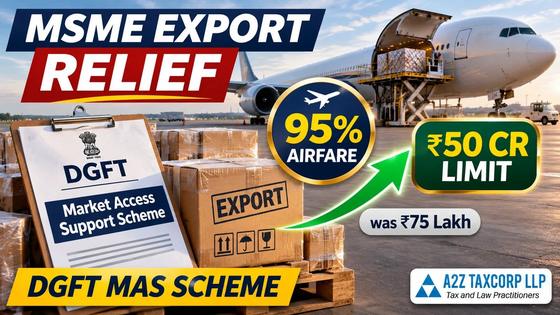 MSME EXPORT
RELIEF
DGFT
Market Access
Support Scheme
EXPORT
95%
AIRFARE
₹50 CR
LIMIT
was ₹75 Lakh
DGFT MAS SCHEME
A2Z TAXCORP LLP
Tax and Law Practitioners